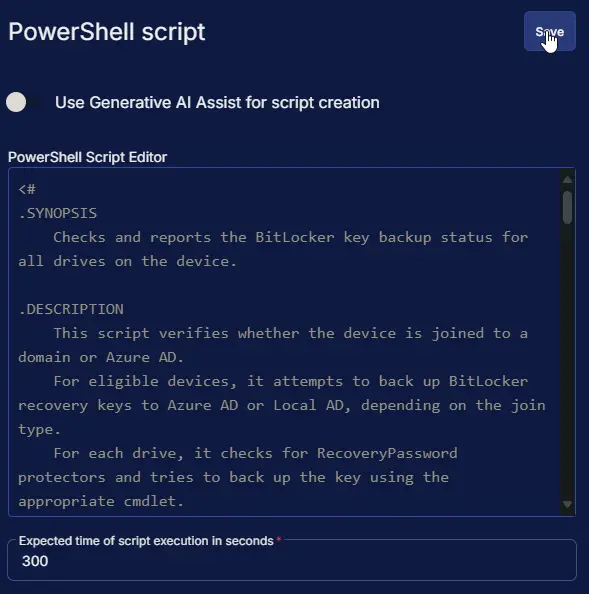 PowerShell script
Save
Use Generative AI Assist for script creation
PowerShell Script Editor
<#
.SYNOPSIS
    Checks and reports the BitLocker key backup status for
all drives on the device.

.DESCRIPTION
    This script verifies whether the device is joined to a
domain or Azure AD.
    For eligible devices, it attempts to back up BitLocker
recovery keys to Azure AD or Local AD, depending on the join
type.
    For each drive, it checks for RecoveryPassword
protectors and tries to back up the key using the
appropriate cmdlet.
Expected time of script execution in seconds *
300